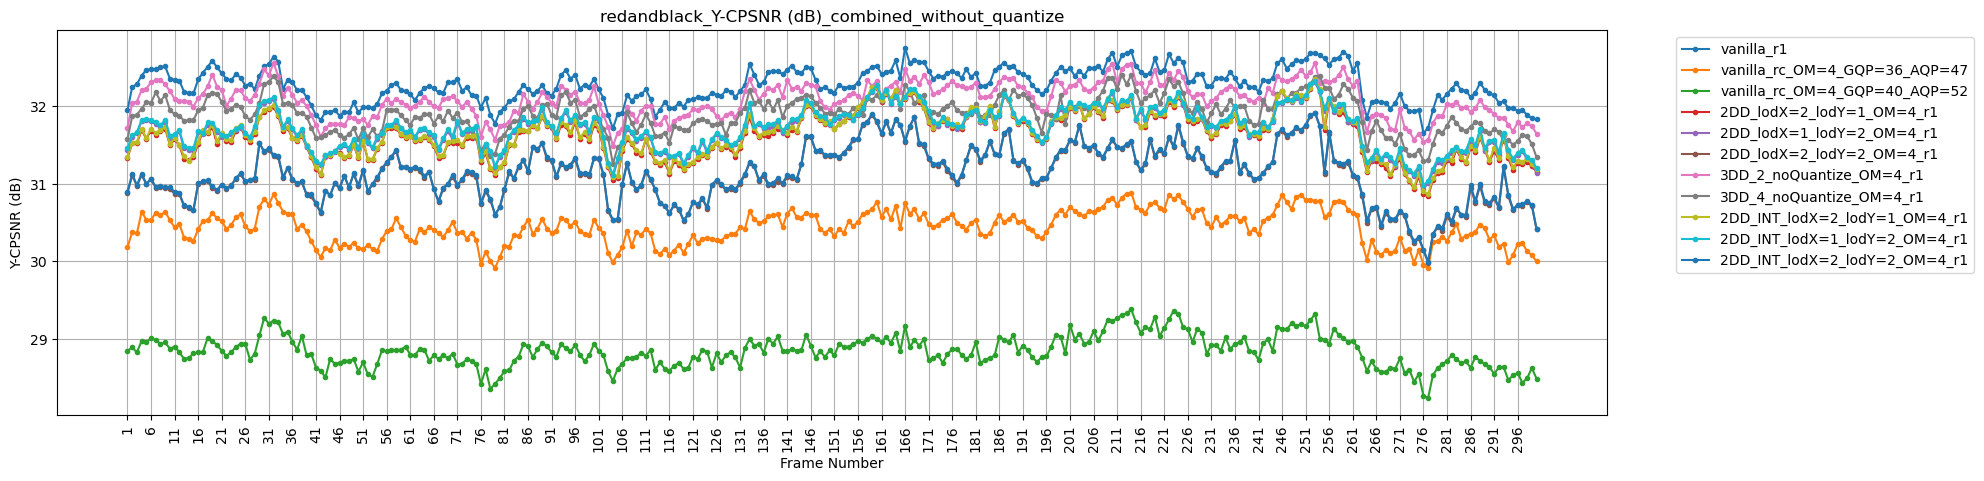 redandblack_Y-CPSNR (dB)_combined_without_quantize
Y-CPSNR (dB)
32
31
30
29
1 6 11 16 21 26 31 36 41 46 51 56 61 66 71 76 81 86 91 96 101 106 111 116 121 126 131 136 141 146 151 156 161 166 171 176 181 186 191 196 201 206 211 216 221 226 231 236 241 246 251 256 261 266 271 276 281 286 291 296
Frame Number
vanilla_r1
vanilla_rc_OM=4_GQP=36_AQP=47
vanilla_rc_OM=4_GQP=40_AQP=52
2DD_lodX=2_lodY=1_OM=4_r1
2DD_lodX=1_lodY=2_OM=4_r1
2DD_lodX=2_lodY=2_OM=4_r1
3DD_2_noQuantize_OM=4_r1
3DD_4_noQuantize_OM=4_r1
2DD_INT_lodX=2_lodY=1_OM=4_r1
2DD_INT_lodX=1_lodY=2_OM=4_r1
2DD_INT_lodX=2_lodY=2_OM=4_r1